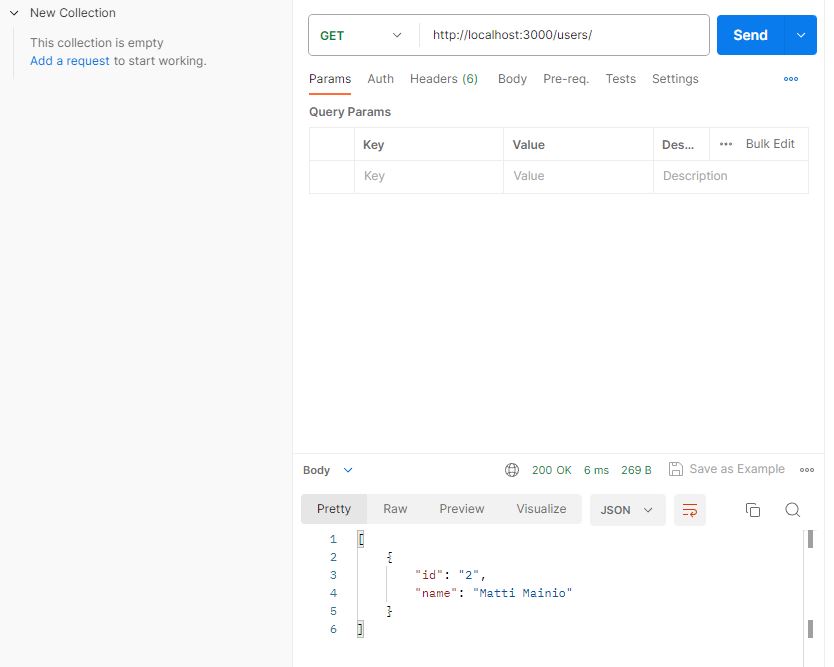 New Collection
This collection is empty
Add a request to start working.
GET http://localhost:3000/users/ Send
Params Auth Headers (6) Body Pre-req. Tests Settings
Query Params
Key Value Des... Bulk Edit
Key Value Description
Body 200 OK 6 ms 269 B Save as Example
Pretty Raw Preview Visualize JSON
1 [
2 {
3 "id": "2",
4 "name": "Matti Mainio"
5 }
6 ]